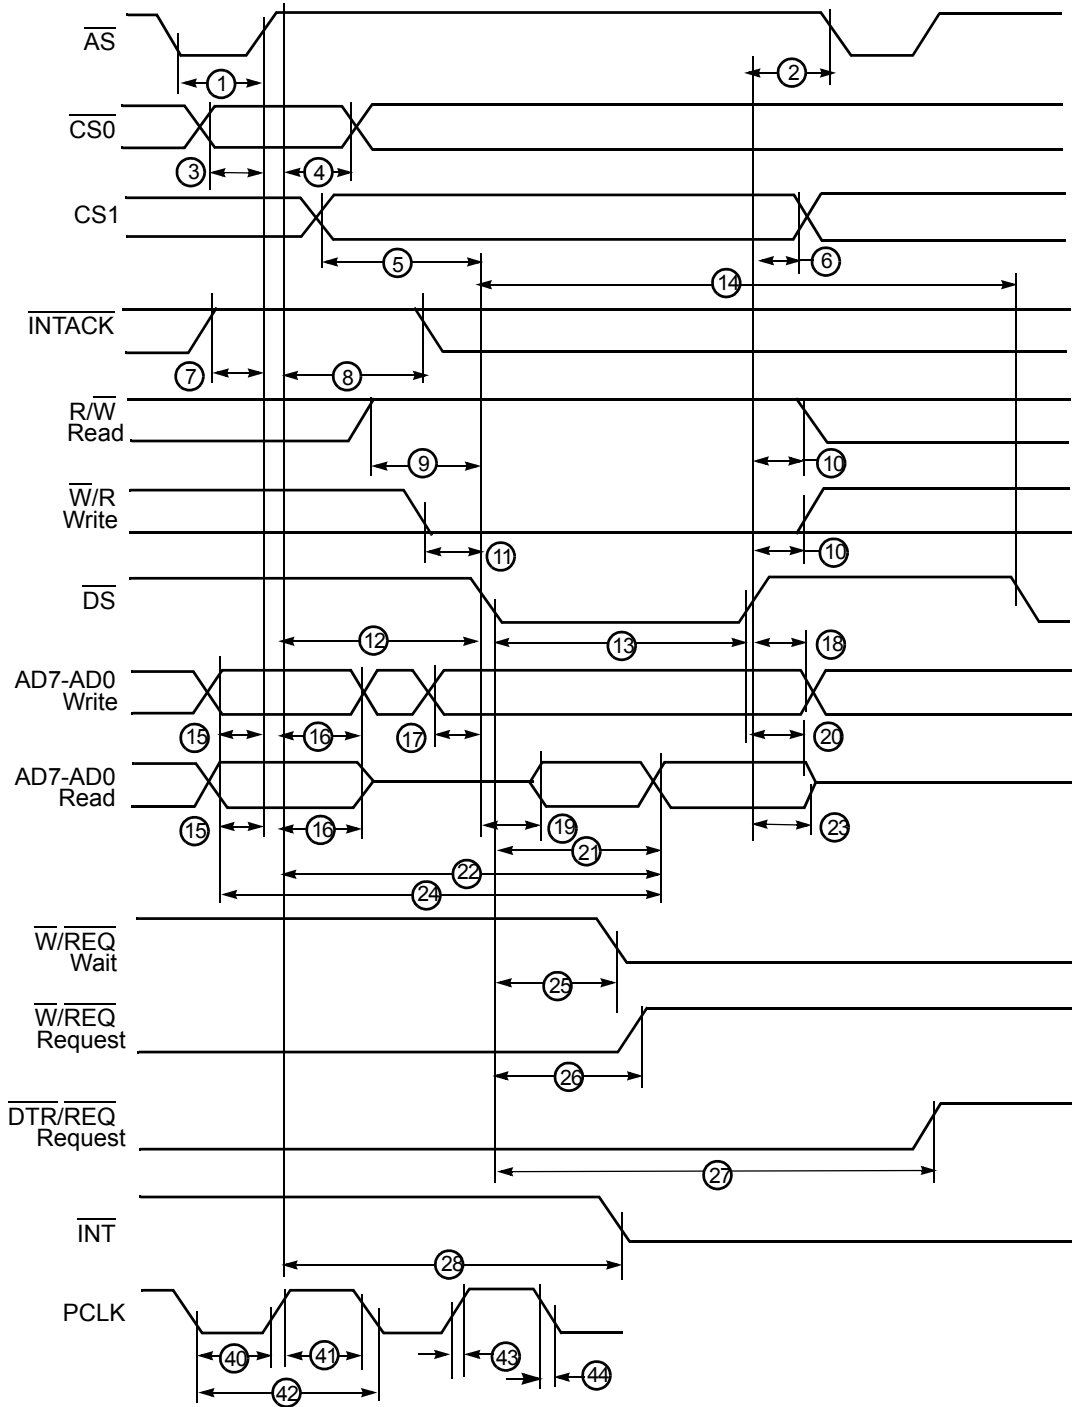 AS
1
2
CS0
3
4
CS1
5
6
14
INTACK
7
8
R/W
Read
9
10
W/R
Write
11
10
DS
12
13
18
AD7-AD0
Write
15
16
17
20
AD7-AD0
Read
15
16
19
23
21
22
24
W/REQ
Wait
25
W/REQ
Request
26
DTR/REQ
Request
27
INT
28
PCLK
40
41
43
44
42